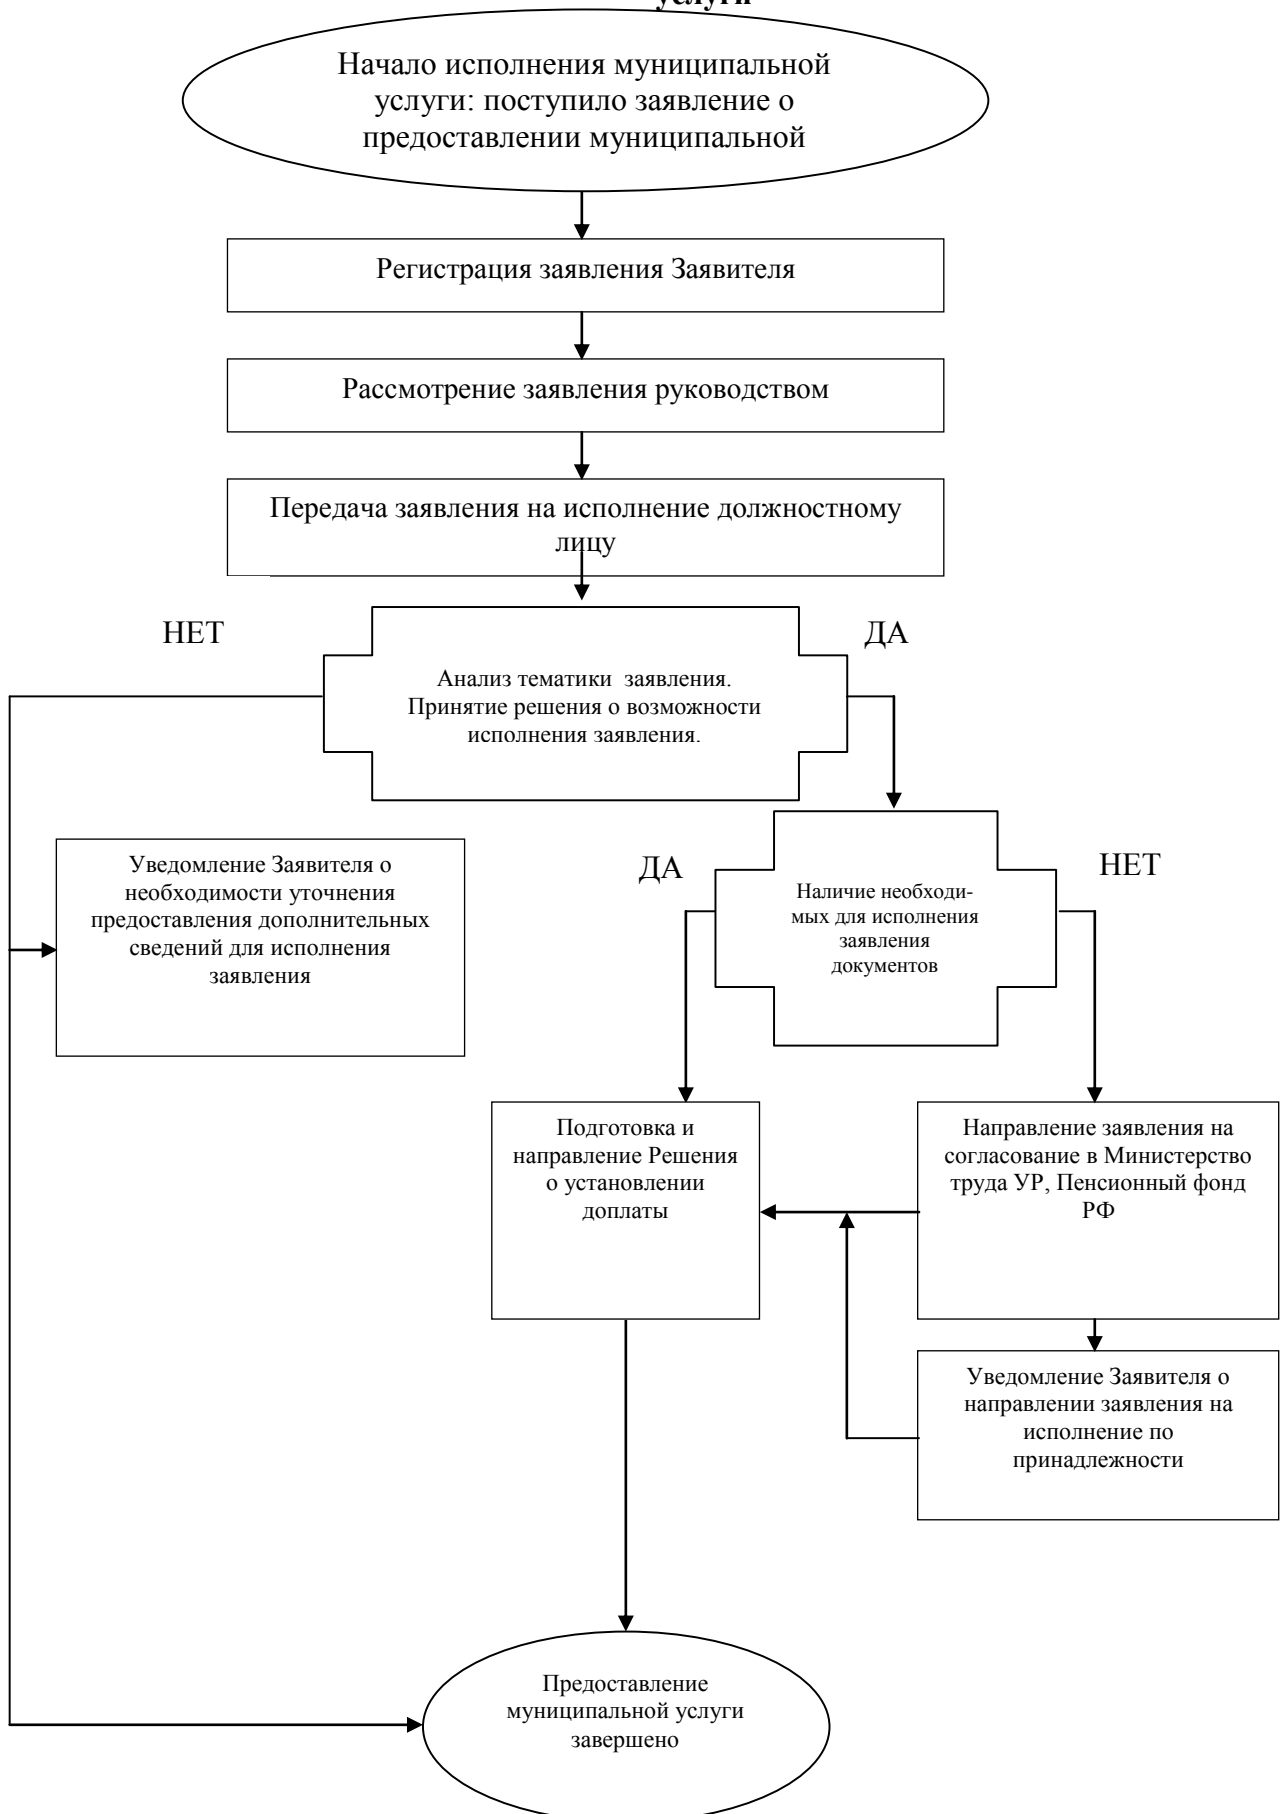 услуги
Начало исполнения муниципальной
услуги: поступило заявление о
предоставлении муниципальной
Регистрация заявления Заявителя
Рассмотрение заявления руководством
Передача заявления на исполнение должностному
лицу
НЕТ
ДА
Анализ тематики заявления.
Принятие решения о возможности
исполнения заявления.
Уведомление Заявителя о
необходимости уточнения
предоставления дополнительных
сведений для исполнения
заявления
ДА
НЕТ
Наличие необходи-
мых для исполнения
заявления
документов
Подготовка и
направление Решения
о установлении
доплаты
Направление заявления на
согласование в Министерство
труда УР, Пенсионный фонд
РФ
Уведомление Заявителя о
направлении заявления на
исполнение по
принадлежности
Предоставление
муниципальной услуги
завершено